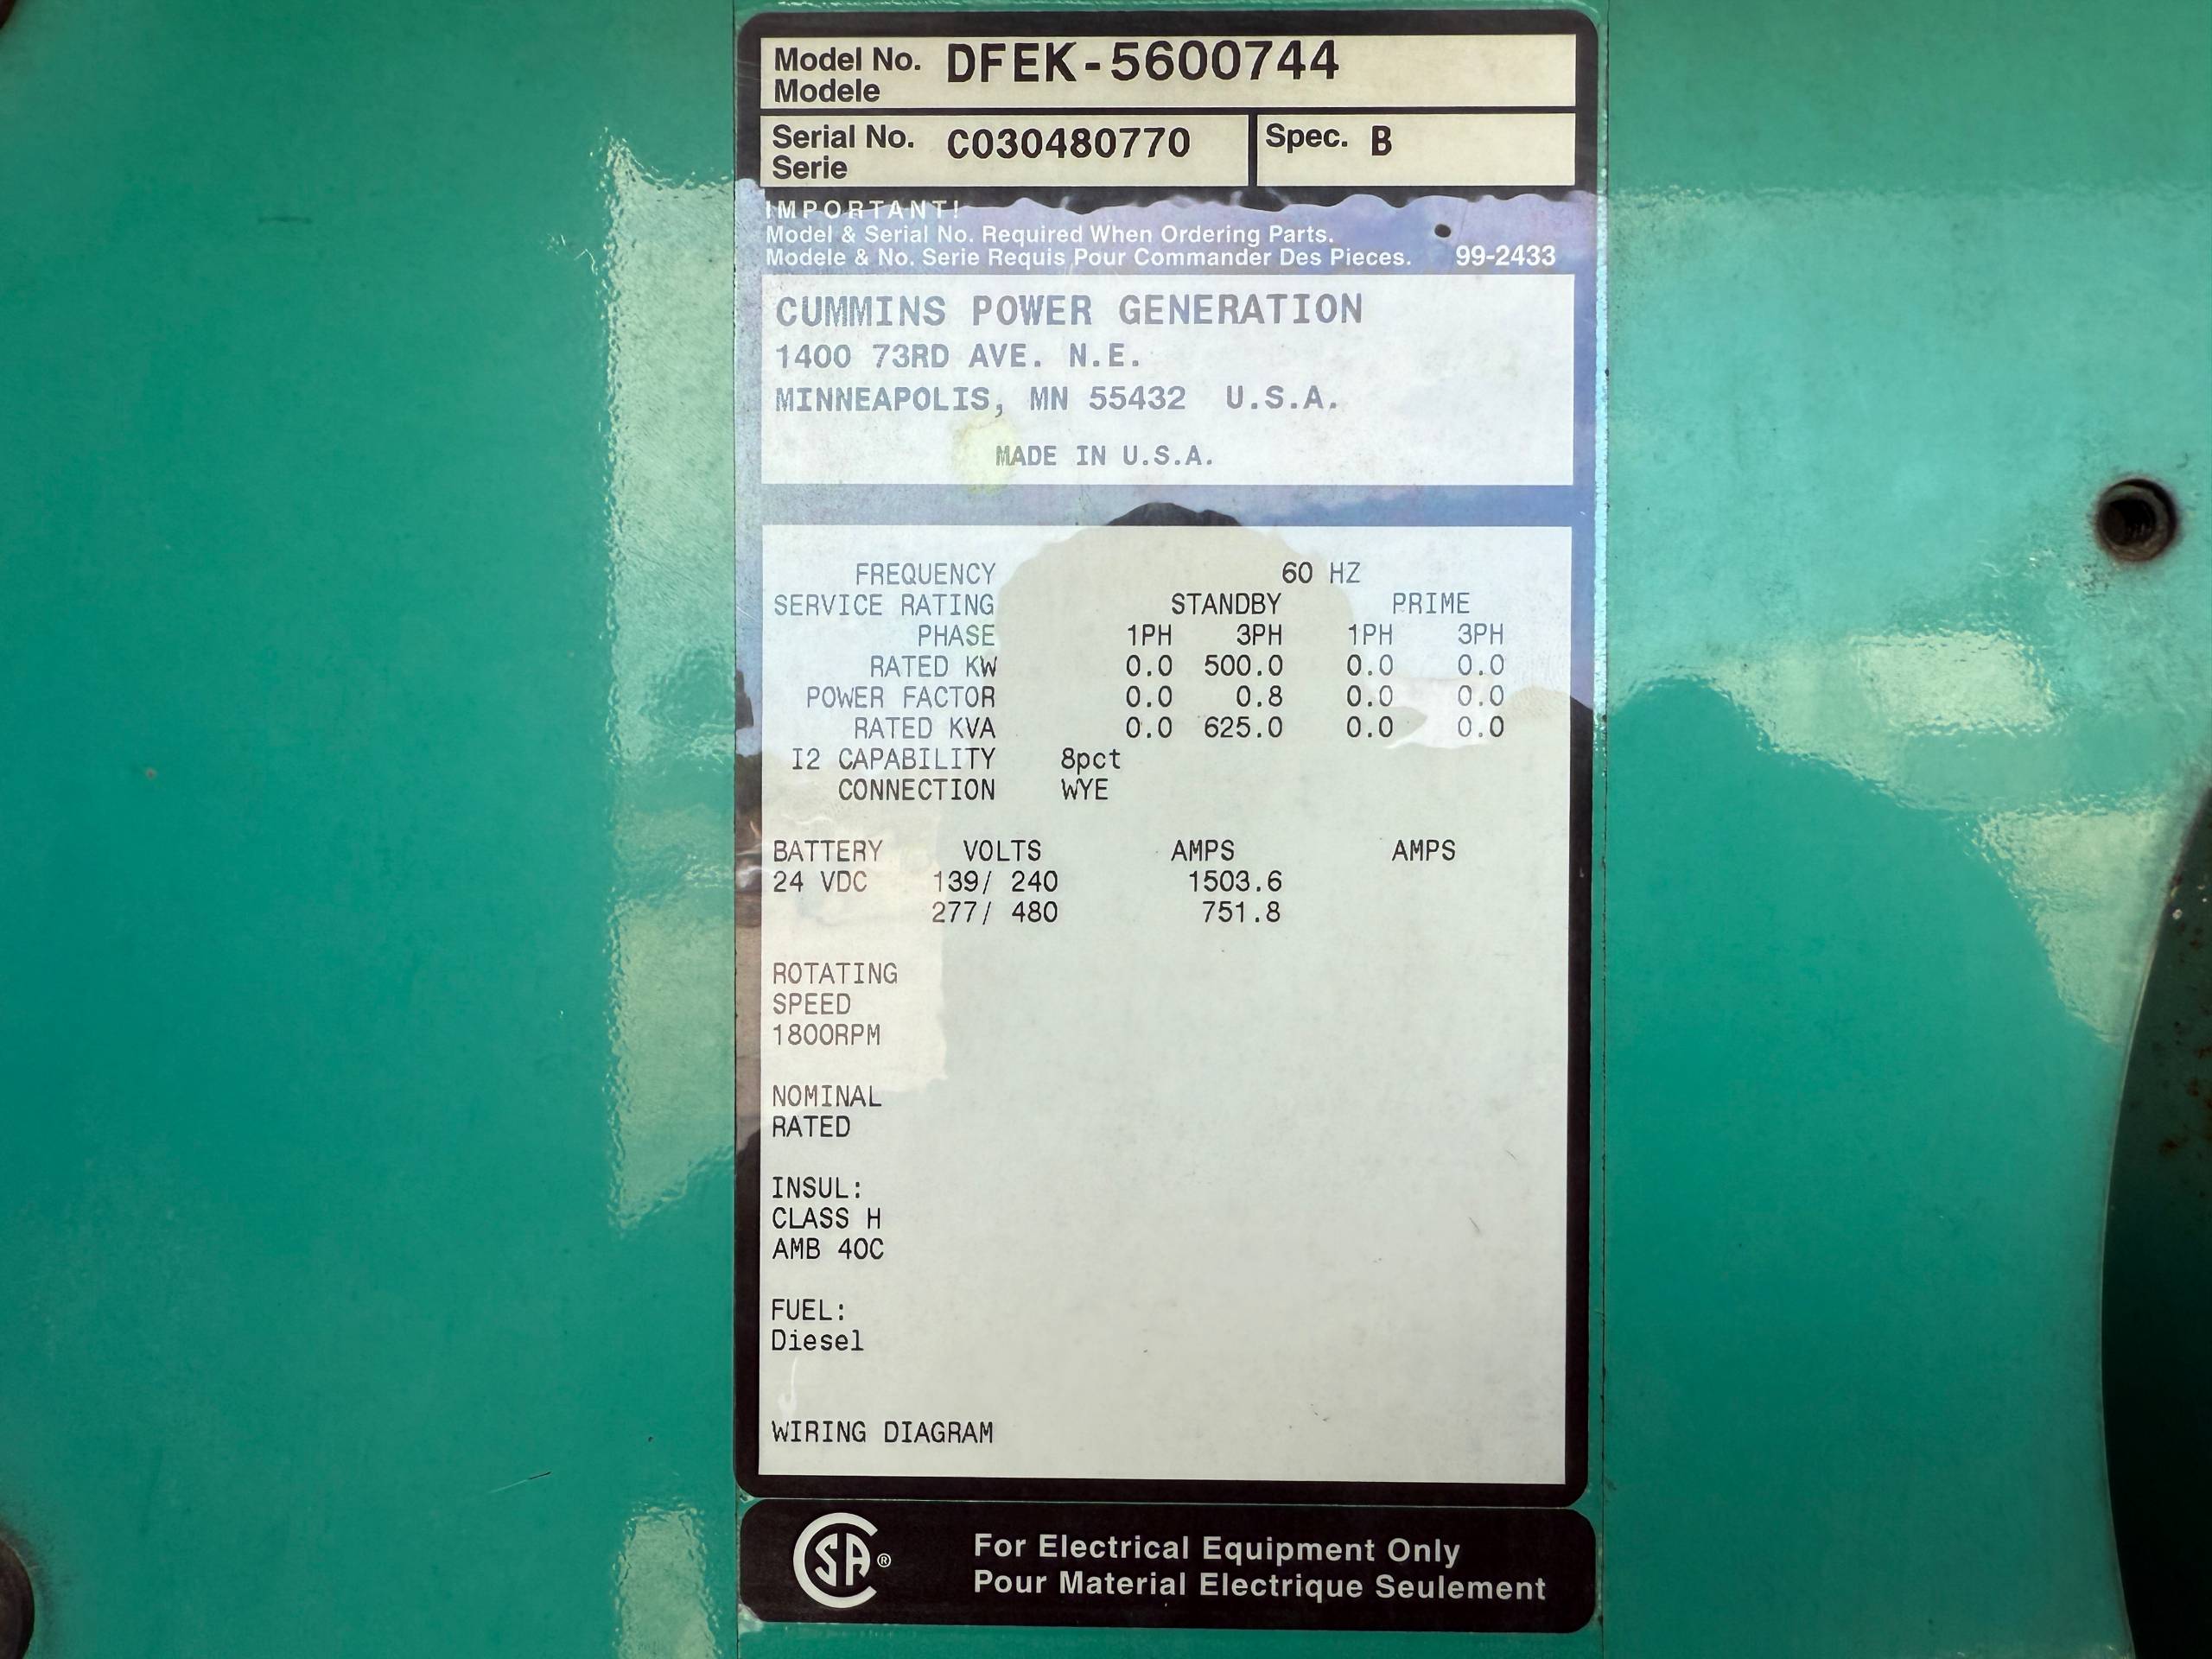 Model No. DFEK-5600744
Modele
Serial No. C030480770 Spec. B
Serie
IMPORTANT!
Model & Serial No. Required When Ordering Parts.
Modele & No. Serie Requis Pour Commander Des Pieces. 99-2433
CUMMINS POWER GENERATION
1400 73RD AVE. N.E.
MINNEAPOLIS, MN 55432 U.S.A.
MADE IN U.S.A.
FREQUENCY 60 HZ
SERVICE RATING STANDBY PRIME
PHASE 1PH 3PH 1PH 3PH
RATED KW 0.0 500.0 0.0 0.0
POWER FACTOR 0.0 0.8 0.0 0.0
RATED KVA 0.0 625.0 0.0 0.0
I2 CAPABILITY 8pct
CONNECTION WYE
BATTERY VOLTS AMPS AMPS
24 VDC 139/ 240 1503.6
277/ 480 751.8
ROTATING
SPEED
1800RPM
NOMINAL
RATED
INSUL:
CLASS H
AMB 40C
FUEL:
Diesel
WIRING DIAGRAM
CSA ® For Electrical Equipment Only
Pour Material Electrique Seulement